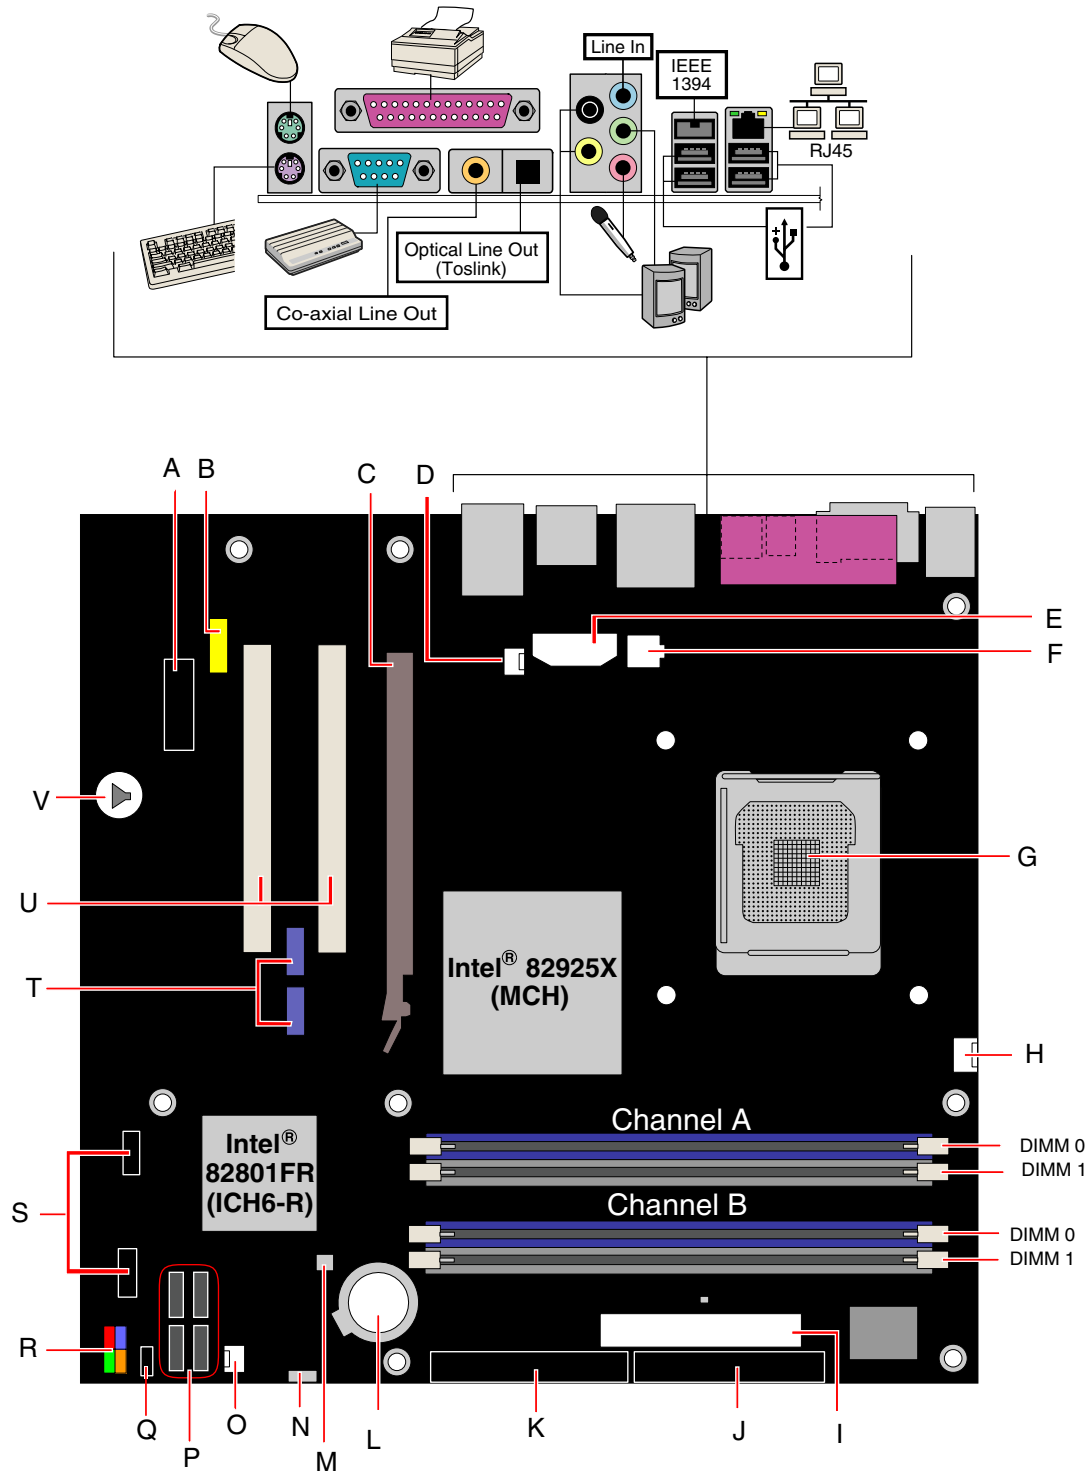 Line In
IEEE
1394
RJ45
Optical Line Out
(Toslink)
Co-axial Line Out
A
B
C
D
E
F
V
G
U
Intel® 82925X
(MCH)
T
H
Channel A
Intel®
82801FR
(ICH6-R)
DIMM 0
DIMM 1
Channel B
S
DIMM 0
DIMM 1
R
Q
P
O
N
M
L
K
J
I